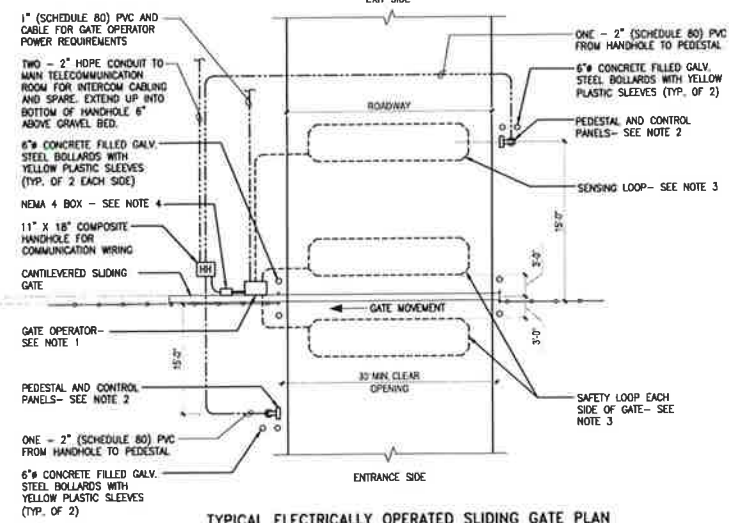 EXIT SIDE
1" (SCHEDULE 80) PVC AND
CABLE FOR GATE OPERATOR
POWER REQUIREMENTS
TWO - 2" HDPE CONDUIT TO
MAIN TELECOMMUNICATION
ROOM FOR INTERCOM CABLING
AND SPARE. EXTEND UP INTO
BOTTOM OF HANDHOLE 6"
ABOVE GRAVEL BED.
6"ø CONCRETE FILLED GALV.
STEEL BOLLARDS WITH
YELLOW PLASTIC SLEEVES
(TYP. OF 2 EACH SIDE)
NEMA 4 BOX - SEE NOTE 4
11" X 18" COMPOSITE
HANDHOLE FOR
COMMUNICATION WIRING
CANTILEVERED SLIDING
GATE
GATE OPERATOR-
SEE NOTE 1
PEDESTAL AND CONTROL
PANELS- SEE NOTE 2
ONE - 2" (SCHEDULE 80) PVC
FROM HANDHOLE TO PEDESTAL
6"ø CONCRETE FILLED GALV.
STEEL BOLLARDS WITH
YELLOW PLASTIC SLEEVES
(TYP. OF 2)
HH
15'-0"
ROADWAY
GATE MOVEMENT
30' MIN. CLEAR
OPENING
ENTRANCE SIDE
ONE - 2" (SCHEDULE 80) PVC
FROM HANDHOLE TO PEDESTAL
6"ø CONCRETE FILLED GALV.
STEEL BOLLARDS WITH YELLOW
PLASTIC SLEEVES (TYP. OF 2)
PEDESTAL AND CONTROL
PANELS- SEE NOTE 2
SENSING LOOP- SEE NOTE 3
15'-0"
3'-0"
3'-0"
SAFETY LOOP EACH
SIDE OF GATE- SEE
NOTE 3
TYPICAL ELECTRICALLY OPERATED SLIDING GATE PLAN